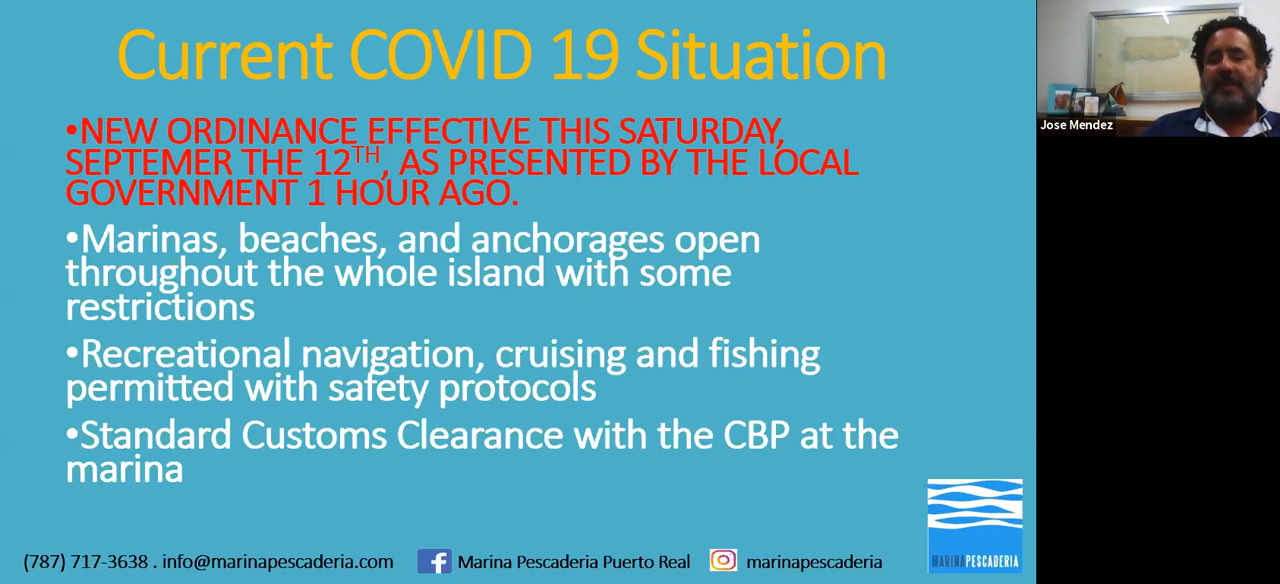 Current COVID 19 Situation
Jose Mendez
•NEW ORDINANCE EFFECTIVE THIS SATURDAY,
SEPTEMER THE 12TH, AS PRESENTED BY THE LOCAL
GOVERNMENT 1 HOUR AGO.
•Marinas, beaches, and anchorages open
throughout the whole island with some
restrictions
•Recreational navigation, cruising and fishing
permitted with safety protocols
•Standard Customs Clearance with the CBP at the
marina
MARINAPESCADERIA
(787) 717-3638 . info@marinapescaderia.com
Marina Pescaderia Puerto Real
marinapescaderia